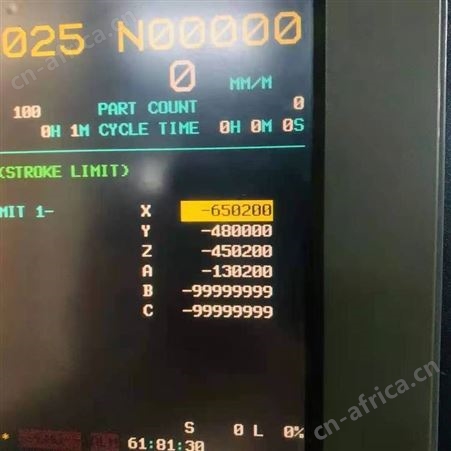 025 N00000
0 MM/M
100 PART COUNT 0
0H 1M CYCLE TIME 0H 0M 0S
(STROKE LIMIT)
MIT 1- X -650200
Y -480000
Z -450200
A -130200
B -99999999
C -99999999
S 0 L 0%
* ALM 61:81:30
cn-africa.cn
cn-africa.cn